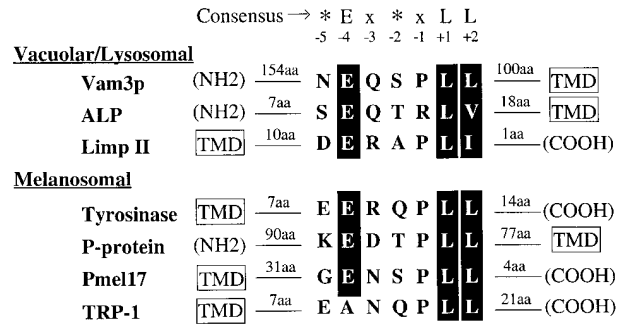 Consensus → * E x * x L L
-5 -4 -3 -2 -1 +1 +2
Vacuolar/Lysosomal
Vam3p (NH2) 154aa N E Q S P L L 100aa TMD
ALP (NH2) 7aa S E Q T R L V 18aa TMD
Limp II TMD 10aa D E R A P L I 1aa (COOH)
Melanosomal
Tyrosinase TMD 7aa E E R Q P L L 14aa (COOH)
P-protein (NH2) 90aa K E D T P L L 77aa TMD
Pmel17 TMD 31aa G E N S P L L 4aa (COOH)
TRP-1 TMD 7aa E A N Q P L L 21aa (COOH)